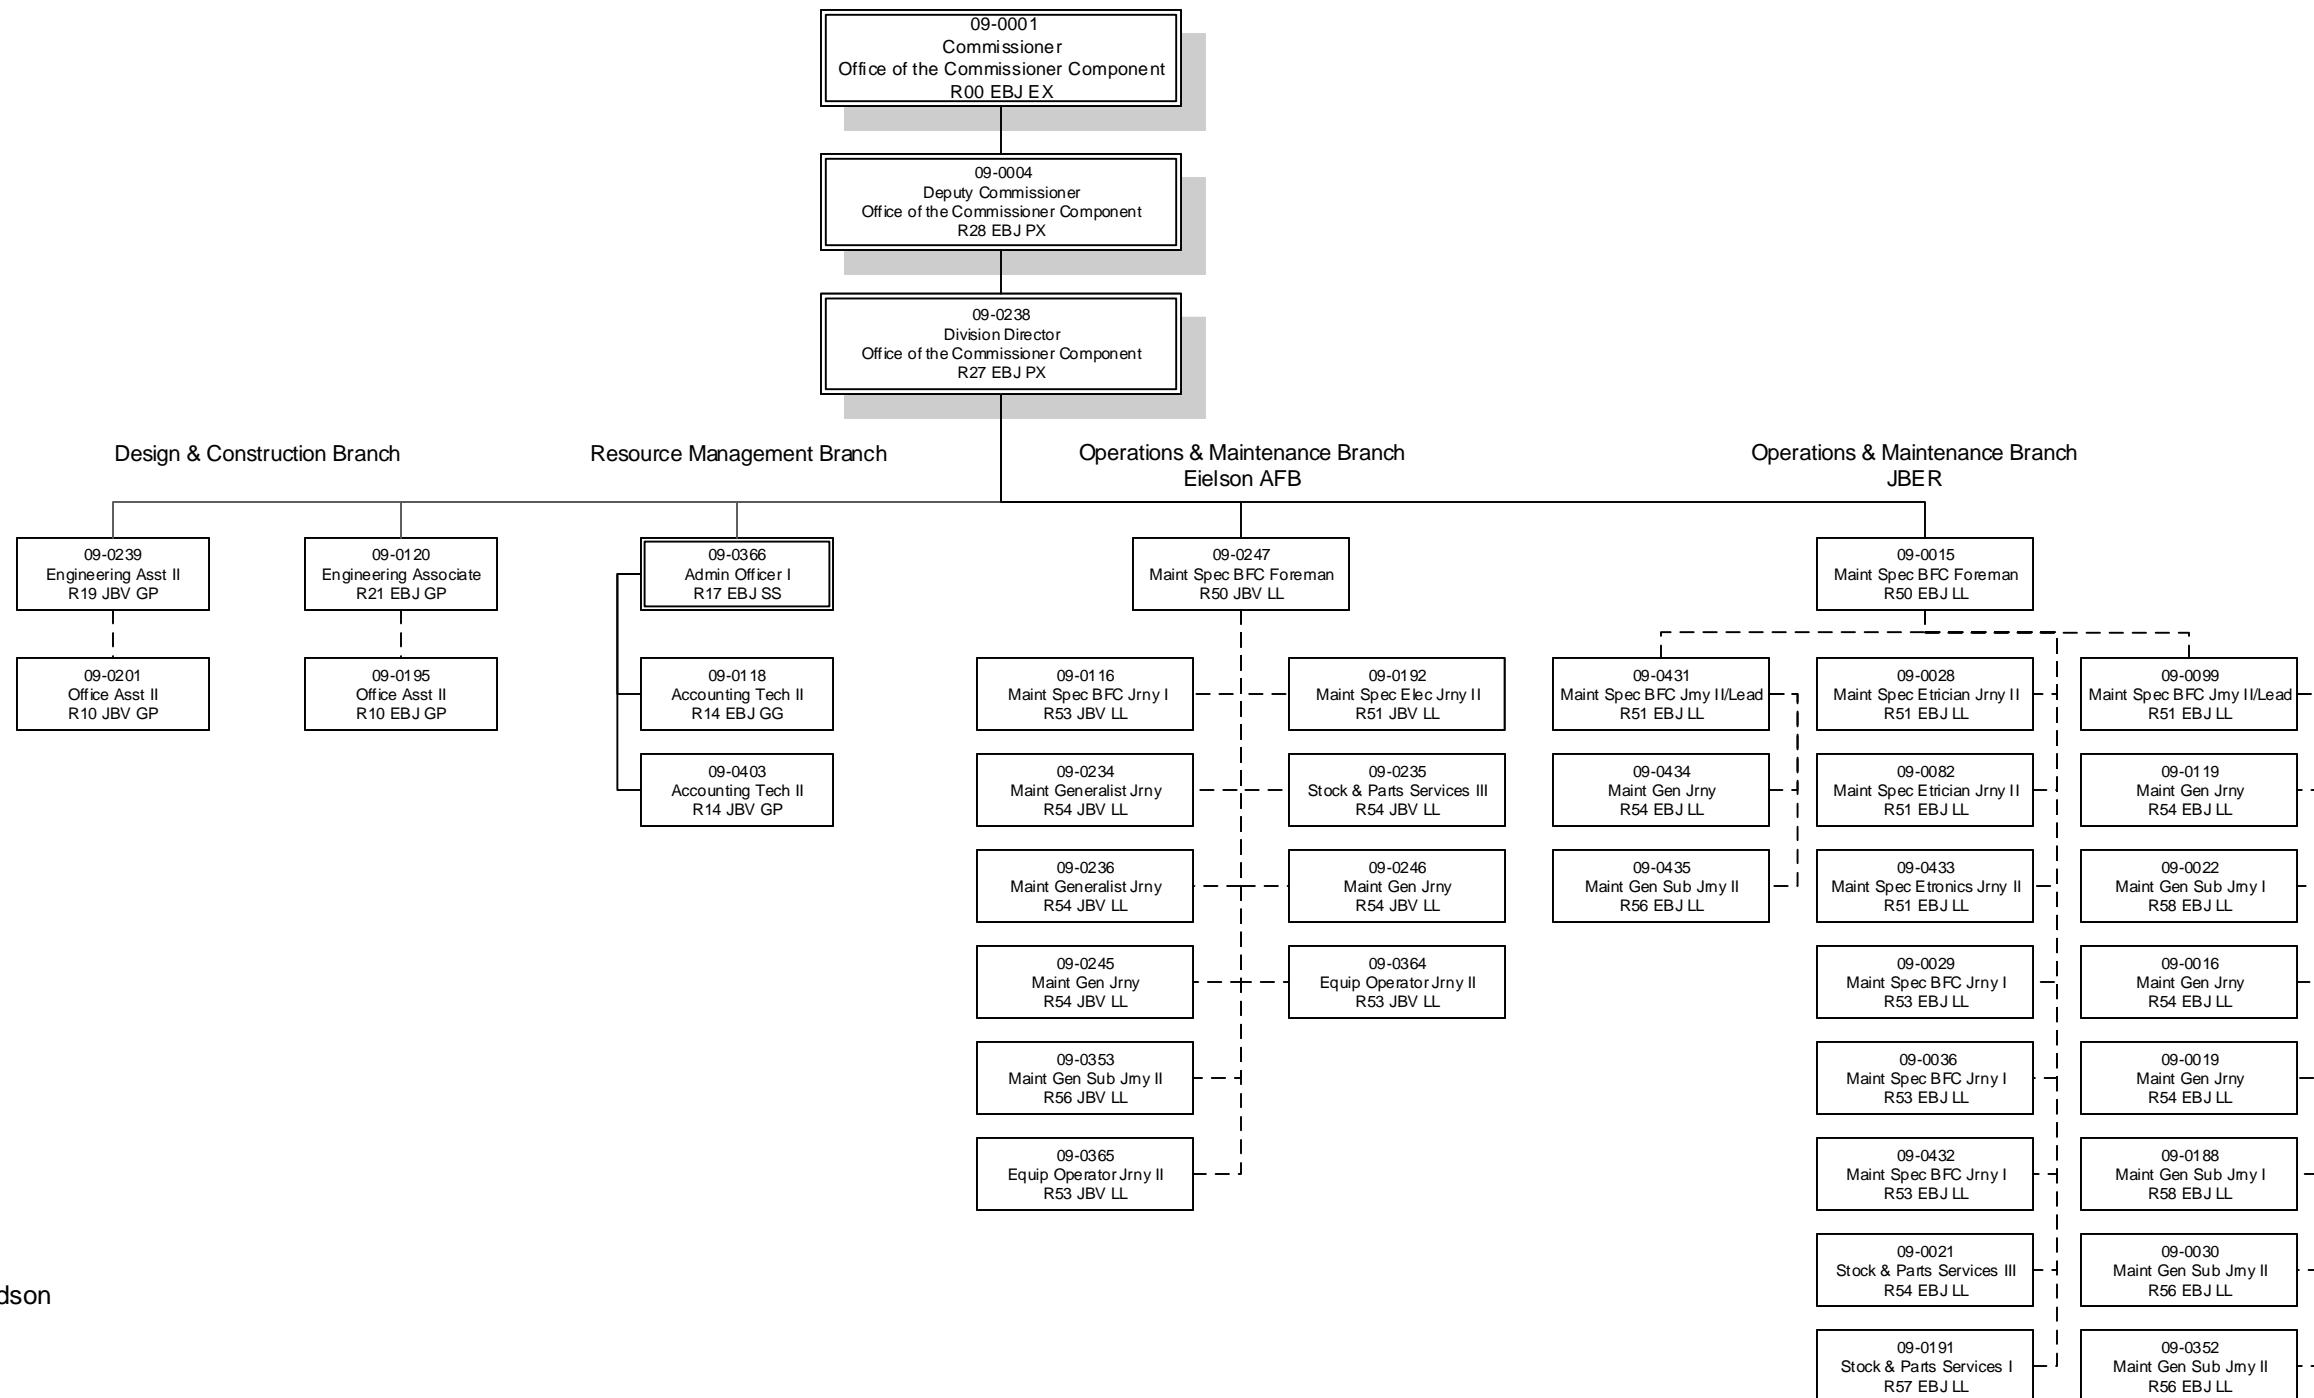 09-0001
Commissioner
Office of the Commissioner Component
R00 EBJ EX
09-0004
Deputy Commissioner
Office of the Commissioner Component
R28 EBJ PX
09-0238
Division Director
Office of the Commissioner Component
R27 EBJ PX
Design & Construction Branch
Resource Management Branch
Operations & Maintenance Branch
Eielson AFB
Operations & Maintenance Branch
JBER
09-0239
Engineering Asst II
R19 JBV GP
09-0201
Office Asst II
R10 JBV GP
09-0120
Engineering Associate
R21 EBJ GP
09-0195
Office Asst II
R10 EBJ GP
09-0366
Admin Officer I
R17 EBJ SS
09-0118
Accounting Tech II
R14 EBJ GG
09-0403
Accounting Tech II
R14 JBV GP
09-0247
Maint Spec BFC Foreman
R50 JBV LL
09-0116
Maint Spec BFC Jrny I
R53 JBV LL
09-0234
Maint Generalist Jrny
R54 JBV LL
09-0236
Maint Generalist Jrny
R54 JBV LL
09-0245
Maint Gen Jrny
R54 JBV LL
09-0353
Maint Gen Sub Jrny II
R56 JBV LL
09-0365
Equip Operator Jrny II
R53 JBV LL
09-0192
Maint Spec Elec Jrny II
R51 JBV LL
09-0235
Stock & Parts Services III
R54 JBV LL
09-0246
Maint Gen Jrny
R54 JBV LL
09-0364
Equip Operator Jrny II
R53 JBV LL
09-0015
Maint Spec BFC Foreman
R50 EBJ LL
09-0431
Maint Spec BFC Jrny II/Lead
R51 EBJ LL
09-0434
Maint Gen Jrny
R54 EBJ LL
09-0435
Maint Gen Sub Jrny II
R56 EBJ LL
09-0028
Maint Spec Etrician Jrny II
R51 EBJ LL
09-0082
Maint Spec Etrician Jrny II
R51 EBJ LL
09-0433
Maint Spec Etronics Jrny II
R51 EBJ LL
09-0029
Maint Spec BFC Jrny I
R53 EBJ LL
09-0036
Maint Spec BFC Jrny I
R53 EBJ LL
09-0432
Maint Spec BFC Jrny I
R53 EBJ LL
09-0021
Stock & Parts Services III
R54 EBJ LL
09-0191
Stock & Parts Services I
R57 EBJ LL
09-0099
Maint Spec BFC Jrny II/Lead
R51 EBJ LL
09-0119
Maint Gen Jrny
R54 EBJ LL
09-0022
Maint Gen Sub Jrny I
R58 EBJ LL
09-0016
Maint Gen Jrny
R54 EBJ LL
09-0019
Maint Gen Jrny
R54 EBJ LL
09-0188
Maint Gen Sub Jrny I
R58 EBJ LL
09-0030
Maint Gen Sub Jrny II
R56 EBJ LL
09-0352
Maint Gen Sub Jrny II
R56 EBJ LL
dson